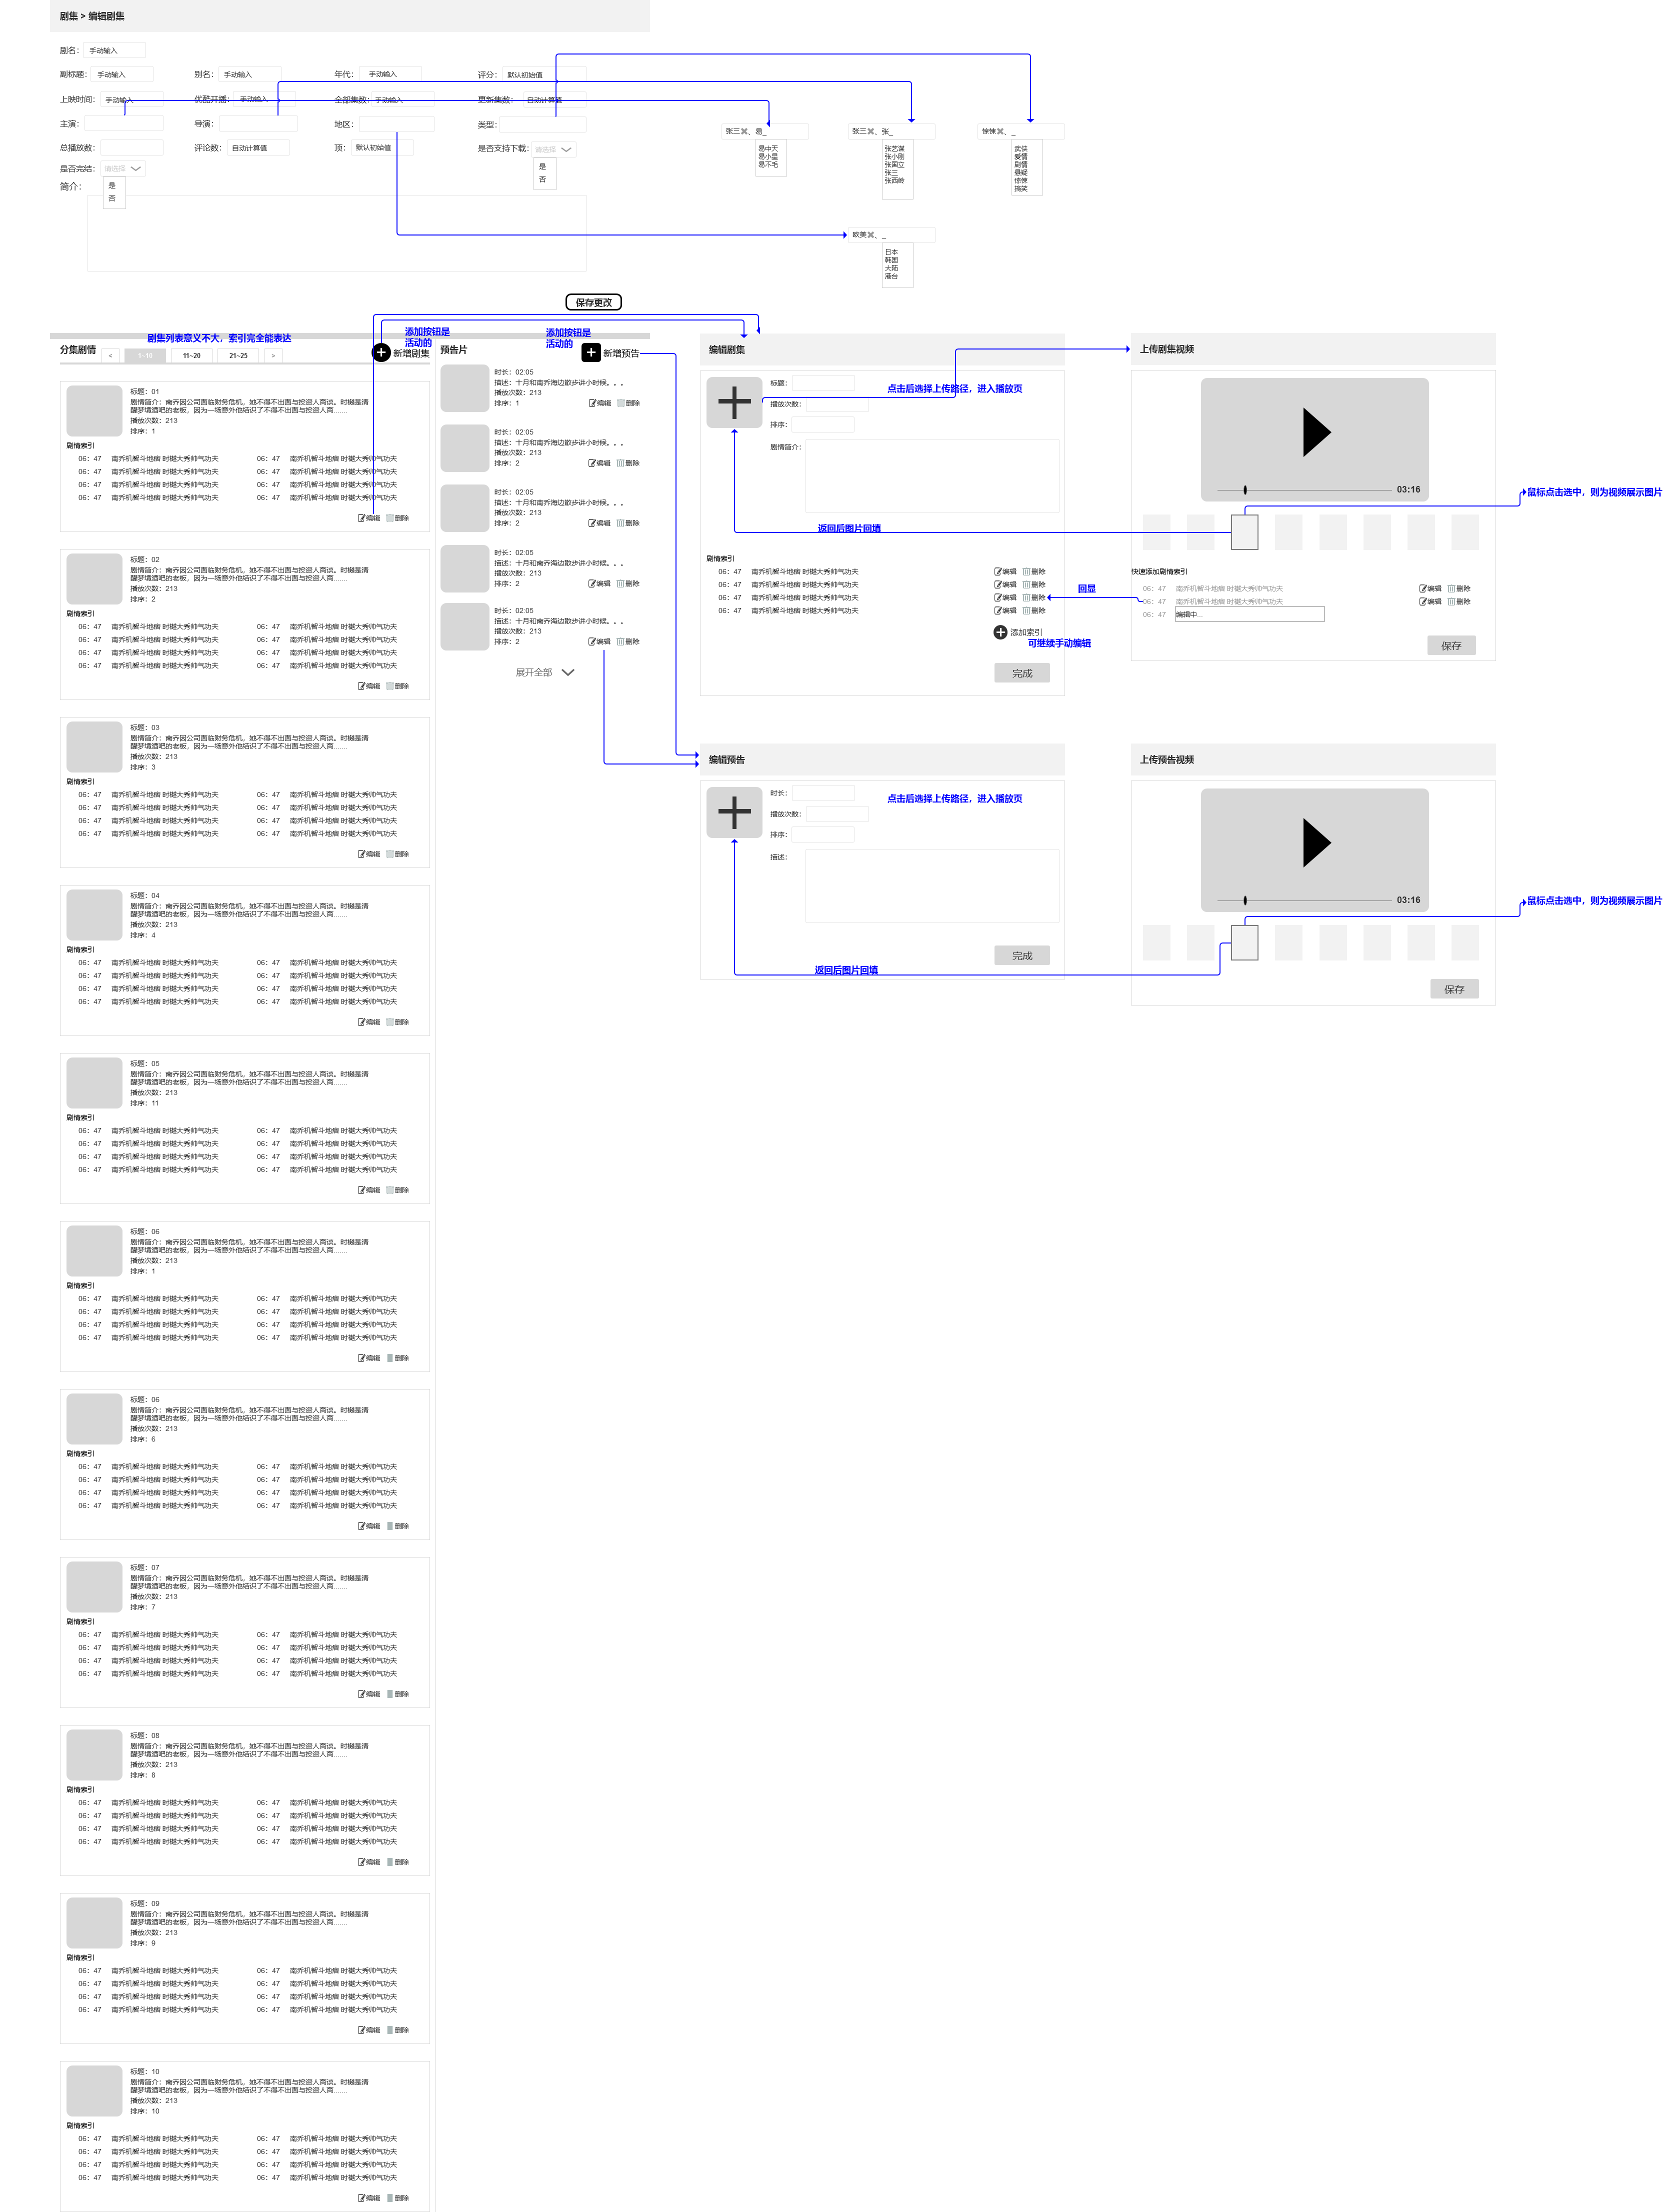 剧集 > 编辑剧集
剧名： 手动输入
副标题： 手动输入 别名： 手动输入 年代： 手动输入 评分： 默认初始值
上映时间： 手动输入 优酷开播： 手动输入 全部集数： 手动输入 更新集数： 自动计算值
主演： 导演： 地区： 类型：
总播放数： 评论数： 自动计算值 顶： 默认初始值 是否支持下载： 请选择
是
否
是否完结： 请选择
是
否
简介：
张三⌘、易_
易中天
易小星
易不毛
张三⌘、张_
张艺谋
张小刚
张国立
张三
张西岭
惊悚⌘、_
武侠
爱情
剧情
悬疑
惊悚
搞笑
欧美⌘、_
日本
韩国
大陆
港台
保存更改
剧集列表意义不大，索引完全能表达
分集剧情 < 1~10 11~20 21~25 >
添加按钮是
活动的
新增剧集
标题：01
剧情简介：南乔因公司面临财务危机，她不得不出面与投资人商谈。时樾是清
醒梦境酒吧的老板，因为一场意外他结识了不得不出面与投资人商……
播放次数：213
排序：1
剧情索引
06：47 南乔机智斗地痞 时樾大秀帅气功夫 06：47 南乔机智斗地痞 时樾大秀帅气功夫
06：47 南乔机智斗地痞 时樾大秀帅气功夫 06：47 南乔机智斗地痞 时樾大秀帅气功夫
06：47 南乔机智斗地痞 时樾大秀帅气功夫 06：47 南乔机智斗地痞 时樾大秀帅气功夫
06：47 南乔机智斗地痞 时樾大秀帅气功夫 06：47 南乔机智斗地痞 时樾大秀帅气功夫
编辑 删除
标题：02
剧情简介：南乔因公司面临财务危机，她不得不出面与投资人商谈。时樾是清
醒梦境酒吧的老板，因为一场意外他结识了不得不出面与投资人商……
播放次数：213
排序：2
剧情索引
06：47 南乔机智斗地痞 时樾大秀帅气功夫 06：47 南乔机智斗地痞 时樾大秀帅气功夫
06：47 南乔机智斗地痞 时樾大秀帅气功夫 06：47 南乔机智斗地痞 时樾大秀帅气功夫
06：47 南乔机智斗地痞 时樾大秀帅气功夫 06：47 南乔机智斗地痞 时樾大秀帅气功夫
06：47 南乔机智斗地痞 时樾大秀帅气功夫 06：47 南乔机智斗地痞 时樾大秀帅气功夫
编辑 删除
标题：03
剧情简介：南乔因公司面临财务危机，她不得不出面与投资人商谈。时樾是清
醒梦境酒吧的老板，因为一场意外他结识了不得不出面与投资人商……
播放次数：213
排序：3
剧情索引
06：47 南乔机智斗地痞 时樾大秀帅气功夫 06：47 南乔机智斗地痞 时樾大秀帅气功夫
06：47 南乔机智斗地痞 时樾大秀帅气功夫 06：47 南乔机智斗地痞 时樾大秀帅气功夫
06：47 南乔机智斗地痞 时樾大秀帅气功夫 06：47 南乔机智斗地痞 时樾大秀帅气功夫
06：47 南乔机智斗地痞 时樾大秀帅气功夫 06：47 南乔机智斗地痞 时樾大秀帅气功夫
编辑 删除
标题：04
剧情简介：南乔因公司面临财务危机，她不得不出面与投资人商谈。时樾是清
醒梦境酒吧的老板，因为一场意外他结识了不得不出面与投资人商……
播放次数：213
排序：4
剧情索引
06：47 南乔机智斗地痞 时樾大秀帅气功夫 06：47 南乔机智斗地痞 时樾大秀帅气功夫
06：47 南乔机智斗地痞 时樾大秀帅气功夫 06：47 南乔机智斗地痞 时樾大秀帅气功夫
06：47 南乔机智斗地痞 时樾大秀帅气功夫 06：47 南乔机智斗地痞 时樾大秀帅气功夫
06：47 南乔机智斗地痞 时樾大秀帅气功夫 06：47 南乔机智斗地痞 时樾大秀帅气功夫
编辑 删除
标题：05
剧情简介：南乔因公司面临财务危机，她不得不出面与投资人商谈。时樾是清
醒梦境酒吧的老板，因为一场意外他结识了不得不出面与投资人商……
播放次数：213
排序：11
剧情索引
06：47 南乔机智斗地痞 时樾大秀帅气功夫 06：47 南乔机智斗地痞 时樾大秀帅气功夫
06：47 南乔机智斗地痞 时樾大秀帅气功夫 06：47 南乔机智斗地痞 时樾大秀帅气功夫
06：47 南乔机智斗地痞 时樾大秀帅气功夫 06：47 南乔机智斗地痞 时樾大秀帅气功夫
06：47 南乔机智斗地痞 时樾大秀帅气功夫 06：47 南乔机智斗地痞 时樾大秀帅气功夫
编辑 删除
标题：06
剧情简介：南乔因公司面临财务危机，她不得不出面与投资人商谈。时樾是清
醒梦境酒吧的老板，因为一场意外他结识了不得不出面与投资人商……
播放次数：213
排序：1
剧情索引
06：47 南乔机智斗地痞 时樾大秀帅气功夫 06：47 南乔机智斗地痞 时樾大秀帅气功夫
06：47 南乔机智斗地痞 时樾大秀帅气功夫 06：47 南乔机智斗地痞 时樾大秀帅气功夫
06：47 南乔机智斗地痞 时樾大秀帅气功夫 06：47 南乔机智斗地痞 时樾大秀帅气功夫
06：47 南乔机智斗地痞 时樾大秀帅气功夫 06：47 南乔机智斗地痞 时樾大秀帅气功夫
编辑 删除
标题：06
剧情简介：南乔因公司面临财务危机，她不得不出面与投资人商谈。时樾是清
醒梦境酒吧的老板，因为一场意外他结识了不得不出面与投资人商……
播放次数：213
排序：6
剧情索引
06：47 南乔机智斗地痞 时樾大秀帅气功夫 06：47 南乔机智斗地痞 时樾大秀帅气功夫
06：47 南乔机智斗地痞 时樾大秀帅气功夫 06：47 南乔机智斗地痞 时樾大秀帅气功夫
06：47 南乔机智斗地痞 时樾大秀帅气功夫 06：47 南乔机智斗地痞 时樾大秀帅气功夫
06：47 南乔机智斗地痞 时樾大秀帅气功夫 06：47 南乔机智斗地痞 时樾大秀帅气功夫
编辑 删除
标题：07
剧情简介：南乔因公司面临财务危机，她不得不出面与投资人商谈。时樾是清
醒梦境酒吧的老板，因为一场意外他结识了不得不出面与投资人商……
播放次数：213
排序：7
剧情索引
06：47 南乔机智斗地痞 时樾大秀帅气功夫 06：47 南乔机智斗地痞 时樾大秀帅气功夫
06：47 南乔机智斗地痞 时樾大秀帅气功夫 06：47 南乔机智斗地痞 时樾大秀帅气功夫
06：47 南乔机智斗地痞 时樾大秀帅气功夫 06：47 南乔机智斗地痞 时樾大秀帅气功夫
06：47 南乔机智斗地痞 时樾大秀帅气功夫 06：47 南乔机智斗地痞 时樾大秀帅气功夫
编辑 删除
标题：08
剧情简介：南乔因公司面临财务危机，她不得不出面与投资人商谈。时樾是清
醒梦境酒吧的老板，因为一场意外他结识了不得不出面与投资人商……
播放次数：213
排序：8
剧情索引
06：47 南乔机智斗地痞 时樾大秀帅气功夫 06：47 南乔机智斗地痞 时樾大秀帅气功夫
06：47 南乔机智斗地痞 时樾大秀帅气功夫 06：47 南乔机智斗地痞 时樾大秀帅气功夫
06：47 南乔机智斗地痞 时樾大秀帅气功夫 06：47 南乔机智斗地痞 时樾大秀帅气功夫
06：47 南乔机智斗地痞 时樾大秀帅气功夫 06：47 南乔机智斗地痞 时樾大秀帅气功夫
编辑 删除
标题：09
剧情简介：南乔因公司面临财务危机，她不得不出面与投资人商谈。时樾是清
醒梦境酒吧的老板，因为一场意外他结识了不得不出面与投资人商……
播放次数：213
排序：9
剧情索引
06：47 南乔机智斗地痞 时樾大秀帅气功夫 06：47 南乔机智斗地痞 时樾大秀帅气功夫
06：47 南乔机智斗地痞 时樾大秀帅气功夫 06：47 南乔机智斗地痞 时樾大秀帅气功夫
06：47 南乔机智斗地痞 时樾大秀帅气功夫 06：47 南乔机智斗地痞 时樾大秀帅气功夫
06：47 南乔机智斗地痞 时樾大秀帅气功夫 06：47 南乔机智斗地痞 时樾大秀帅气功夫
编辑 删除
标题：10
剧情简介：南乔因公司面临财务危机，她不得不出面与投资人商谈。时樾是清
醒梦境酒吧的老板，因为一场意外他结识了不得不出面与投资人商……
播放次数：213
排序：10
剧情索引
06：47 南乔机智斗地痞 时樾大秀帅气功夫 06：47 南乔机智斗地痞 时樾大秀帅气功夫
06：47 南乔机智斗地痞 时樾大秀帅气功夫 06：47 南乔机智斗地痞 时樾大秀帅气功夫
06：47 南乔机智斗地痞 时樾大秀帅气功夫 06：47 南乔机智斗地痞 时樾大秀帅气功夫
06：47 南乔机智斗地痞 时樾大秀帅气功夫 06：47 南乔机智斗地痞 时樾大秀帅气功夫
编辑 删除
预告片
添加按钮是
活动的
新增预告
时长：02:05
描述：十月和南乔海边散步讲小时候。。。
播放次数：213
排序：1 编辑 删除
时长：02:05
描述：十月和南乔海边散步讲小时候。。。
播放次数：213
排序：2 编辑 删除
时长：02:05
描述：十月和南乔海边散步讲小时候。。。
播放次数：213
排序：2 编辑 删除
时长：02:05
描述：十月和南乔海边散步讲小时候。。。
播放次数：213
排序：2 编辑 删除
时长：02:05
描述：十月和南乔海边散步讲小时候。。。
播放次数：213
排序：2 编辑 删除
展开全部
编辑剧集
标题：
点击后选择上传路径，进入播放页
播放次数：
排序：
剧情简介：
返回后图片回填
剧情索引
06：47 南乔机智斗地痞 时樾大秀帅气功夫 编辑 删除
06：47 南乔机智斗地痞 时樾大秀帅气功夫 编辑 删除
06：47 南乔机智斗地痞 时樾大秀帅气功夫 编辑 删除
06：47 南乔机智斗地痞 时樾大秀帅气功夫 编辑 删除
回显
添加索引
可继续手动编辑
完成
上传剧集视频
03:16
鼠标点击选中，则为视频展示图片
快速添加剧情索引
06：47 南乔机智斗地痞 时樾大秀帅气功夫 编辑 删除
06：47 南乔机智斗地痞 时樾大秀帅气功夫 编辑 删除
06：47 编辑中...
保存
编辑预告
时长：
点击后选择上传路径，进入播放页
播放次数：
排序：
描述：
完成
返回后图片回填
上传预告视频
03:16
鼠标点击选中，则为视频展示图片
保存